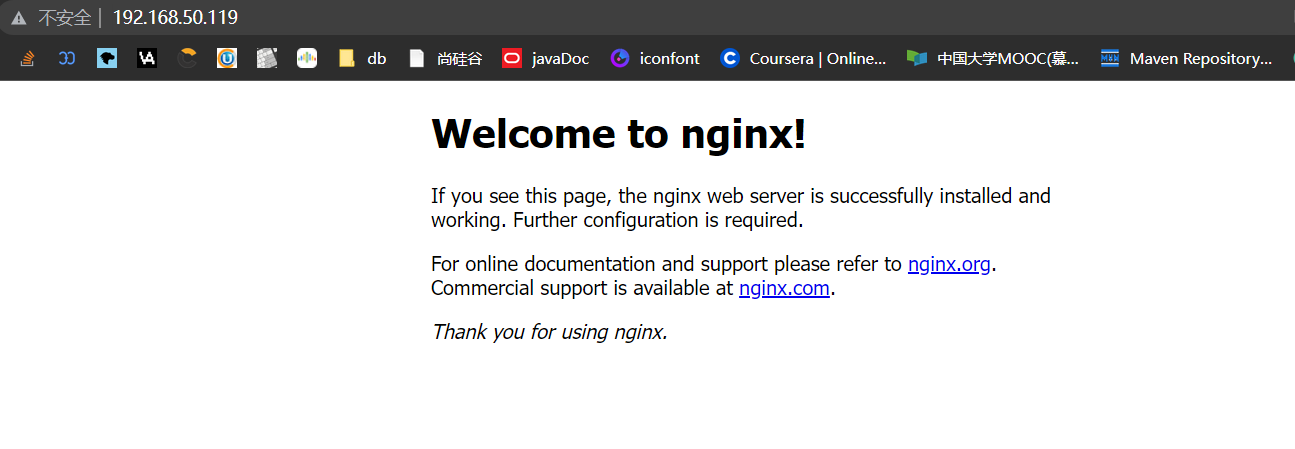 不安全 | 192.168.50.119
db 尚硅谷 javaDoc iconfont Coursera | Online... 中国大学MOOC(慕... Maven Repository...
Welcome to nginx!
If you see this page, the nginx web server is successfully installed and
working. Further configuration is required.
For online documentation and support please refer to nginx.org.
Commercial support is available at nginx.com.
Thank you for using nginx.